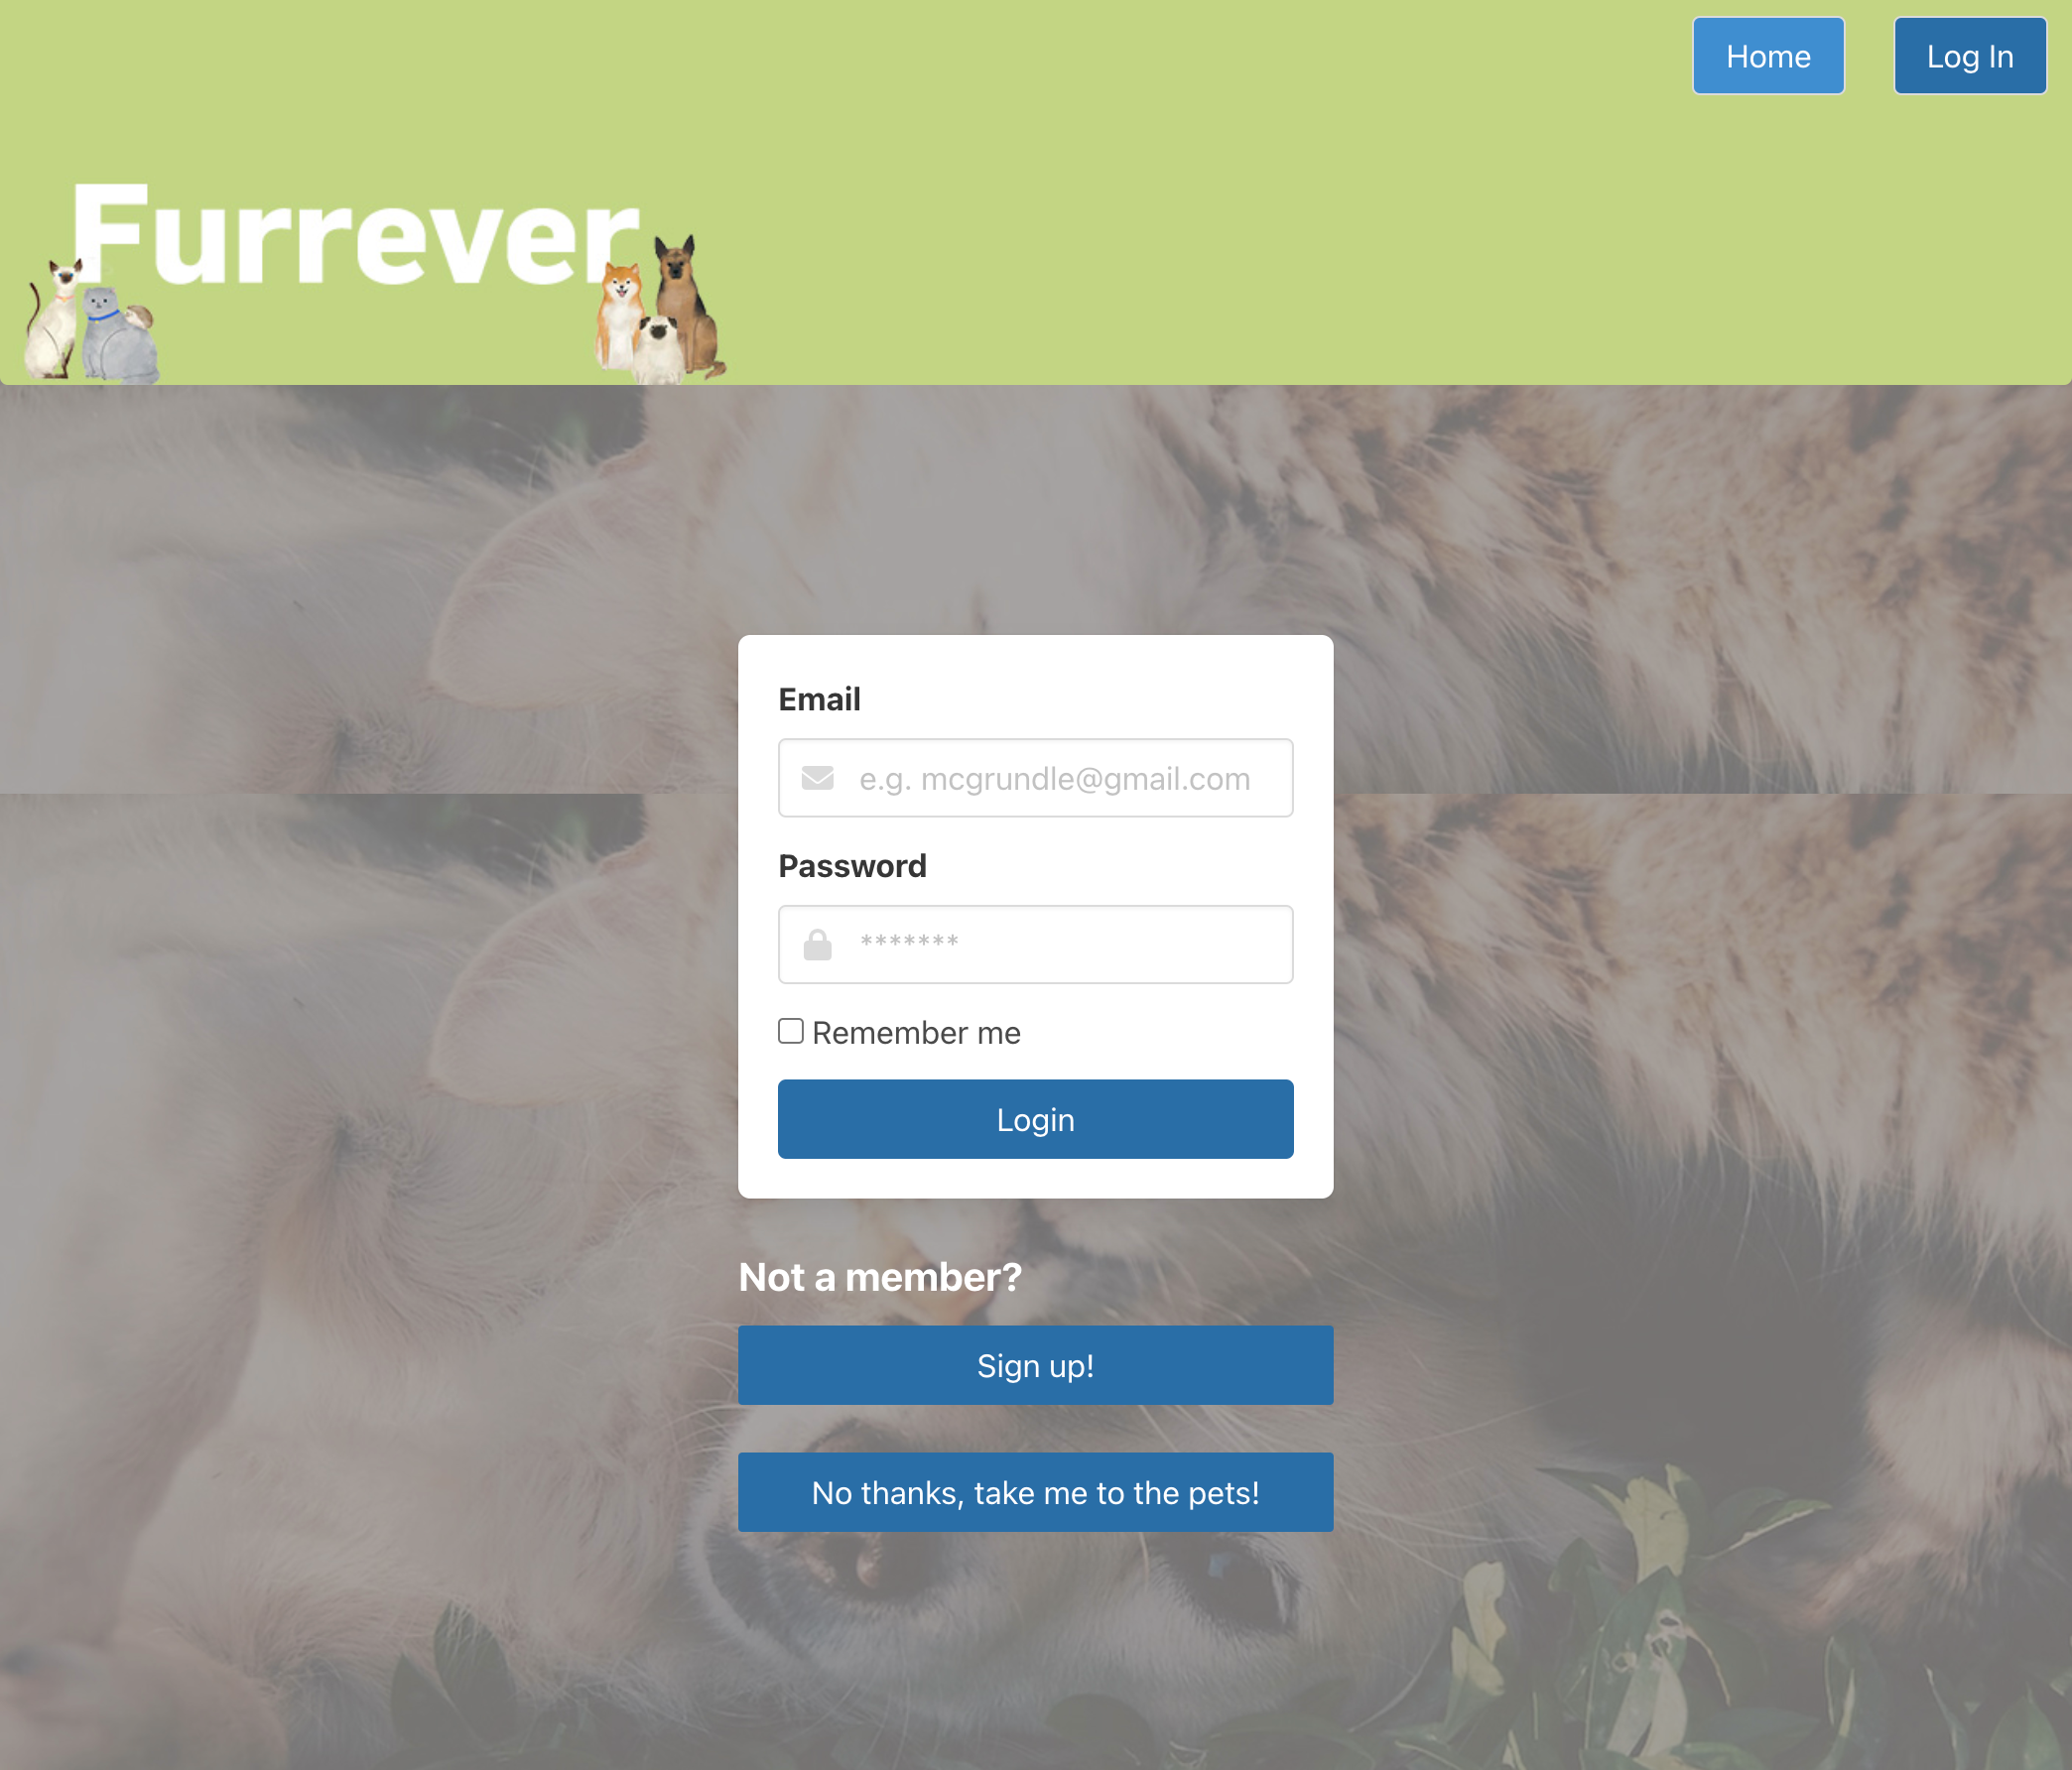 Home
Log In
Furrever
Email
e.g. mcgrundle@gmail.com
Password
*******
Remember me
Login
Not a member?
Sign up!
No thanks, take me to the pets!